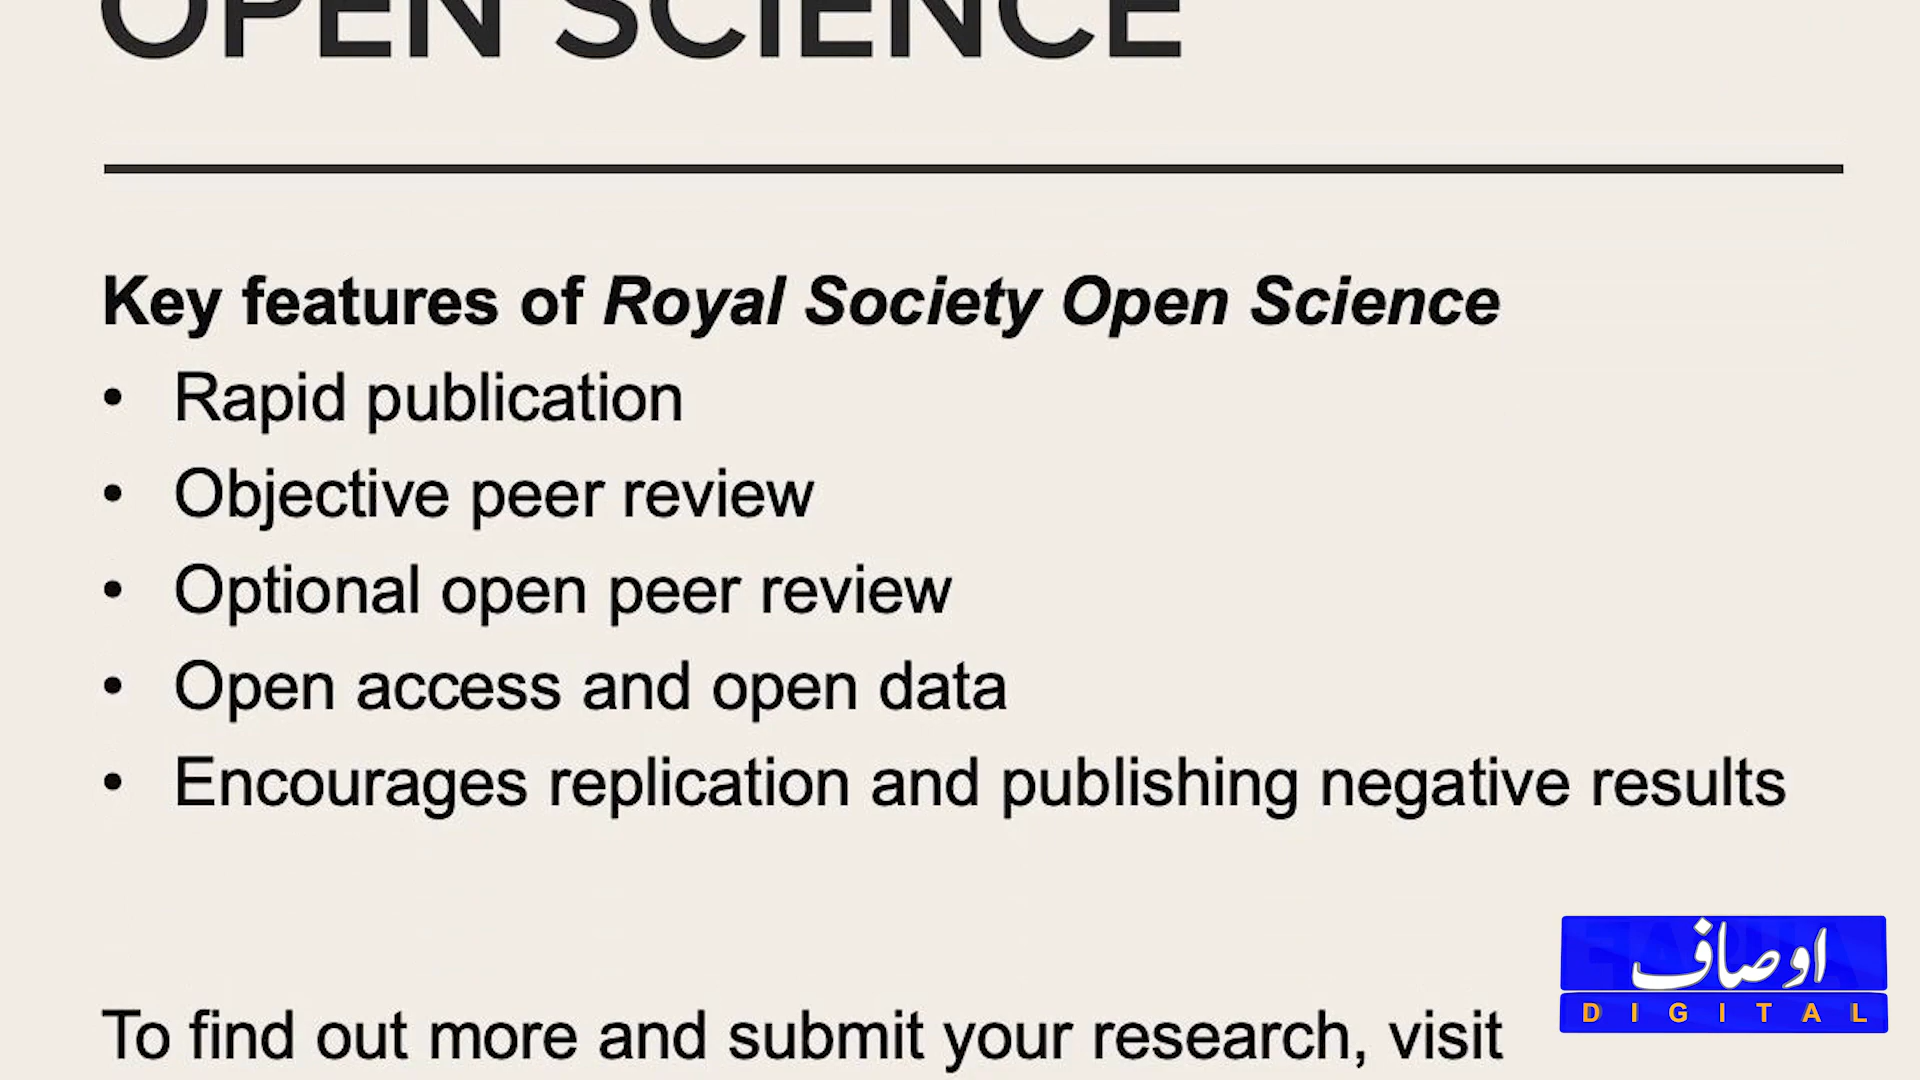 OPEN SCIENCE
Key features of Royal Society Open Science
• Rapid publication
• Objective peer review
• Optional open peer review
• Open access and open data
• Encourages replication and publishing negative results
To find out more and submit your research, visit
اوصاف
DIGITAL